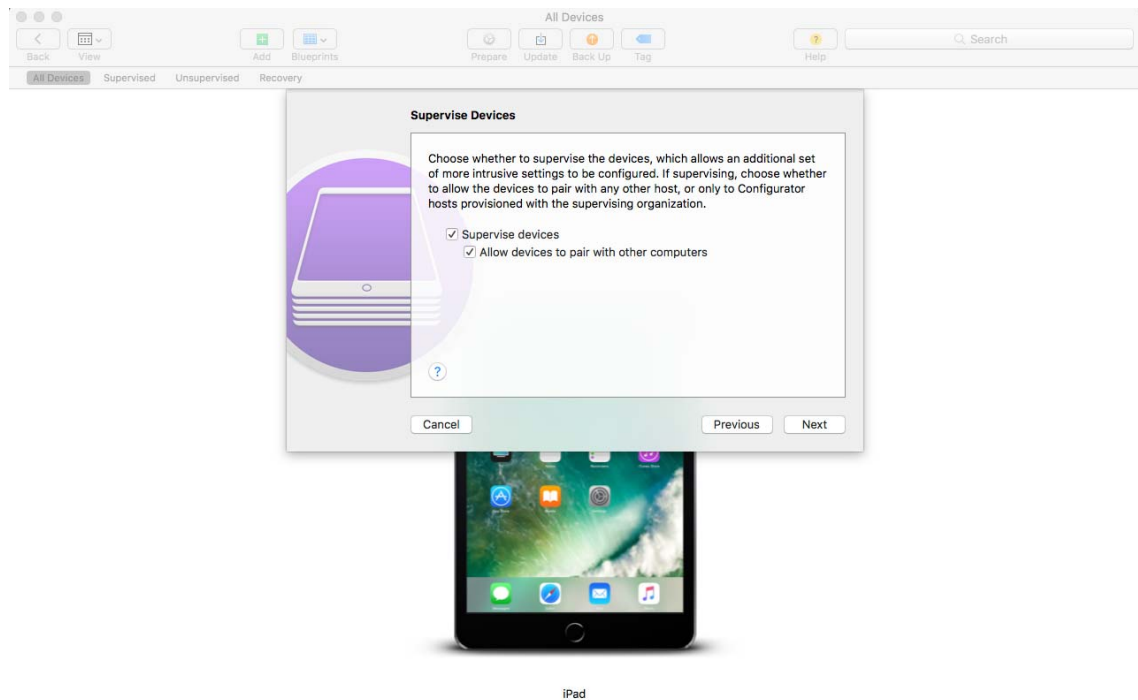 All Devices
Back View Add Blueprints Prepare Update Back Up Tag Help Search
All Devices Supervised Unsupervised Recovery
Supervise Devices
Choose whether to supervise the devices, which allows an additional set
of more intrusive settings to be configured. If supervising, choose whether
to allow the devices to pair with any other host, or only to Configurator
hosts provisioned with the supervising organization.
Supervise devices
Allow devices to pair with other computers
?
Cancel Previous Next
iPad